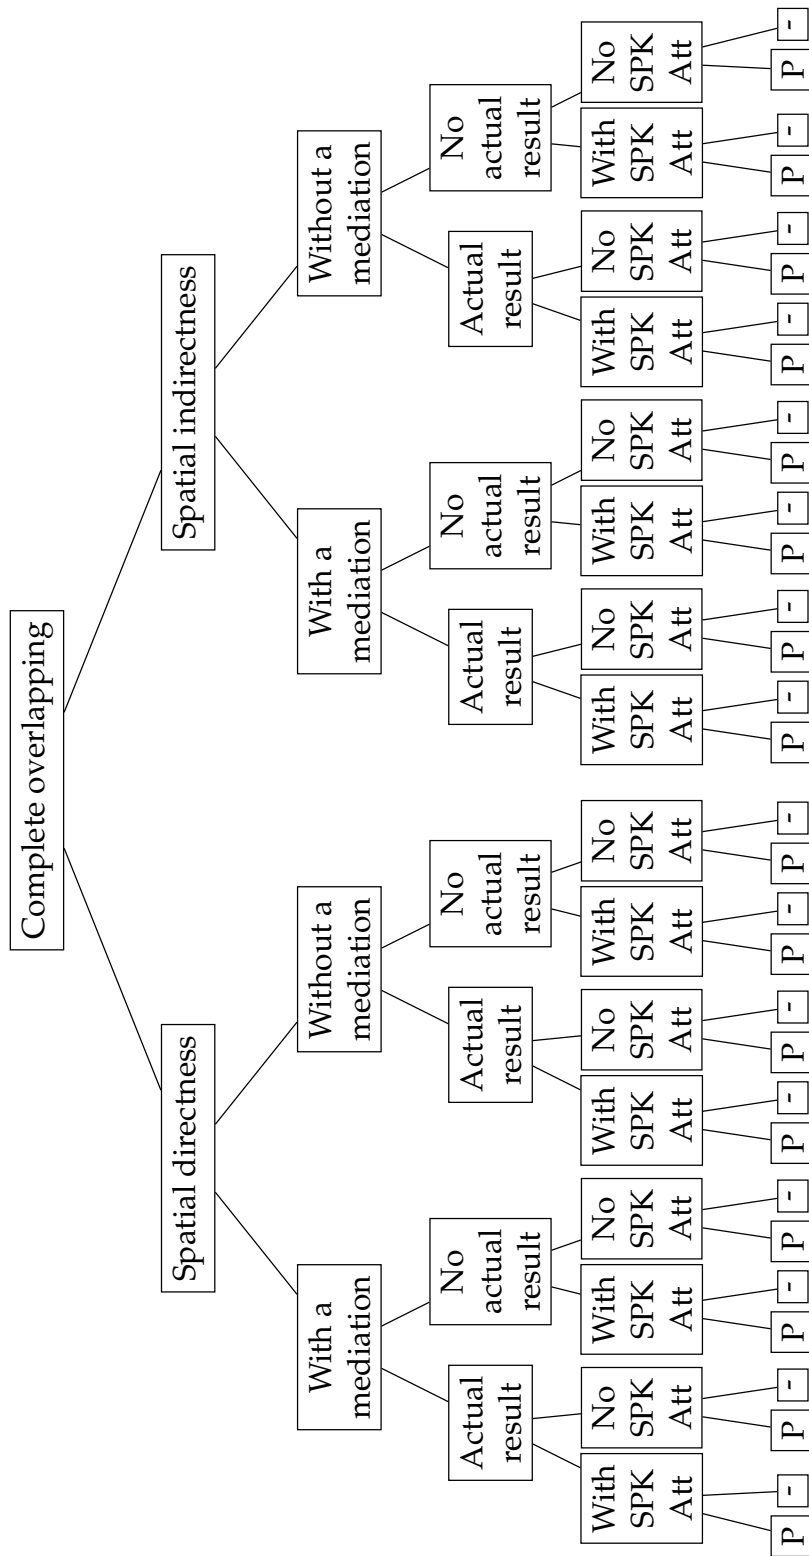 Complete overlapping
Spatial directness
Spatial indirectness
With a
mediation
Without a
mediation
With a
mediation
Without a
mediation
Actual
result
No
actual
result
Actual
result
No
actual
result
Actual
result
No
actual
result
Actual
result
No
actual
result
With
SPK
Att
No
SPK
Att
With
SPK
Att
No
SPK
Att
With
SPK
Att
No
SPK
Att
With
SPK
Att
No
SPK
Att
With
SPK
Att
No
SPK
Att
With
SPK
Att
No
SPK
Att
With
SPK
Att
No
SPK
Att
With
SPK
Att
No
SPK
Att
P - P - P - P - P - P - P - P - P - P - P - P - P - P - P - P -